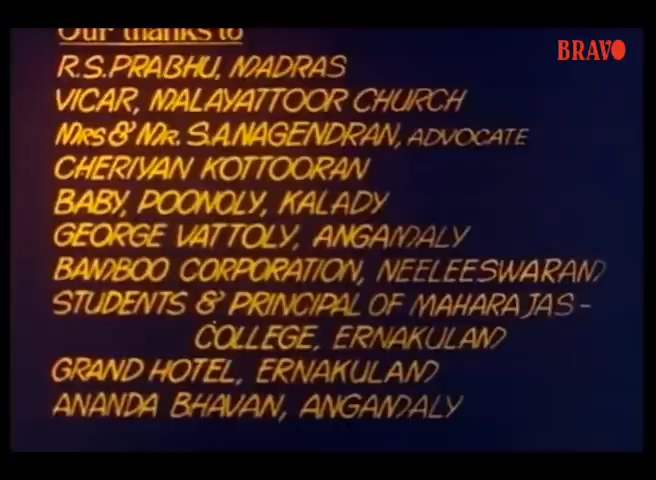 Our thanks to
BRAVO
R.S.PRABHU, MADRAS
VICAR, MALAYATTOOR CHURCH
MRS & MR. S.A.NAGENDRAN, ADVOCATE
CHERIYAN KOTTOORAN
BABY, POONOLY, KALADY
GEORGE VATTOLY, ANGAMALY
BAMBOO CORPORATION, NEELEESWARAM
STUDENTS & PRINCIPAL OF MAHARAJAS-
COLLEGE, ERNAKULAM
GRAND HOTEL, ERNAKULAM
ANANDA BHAVAN, ANGAMALY